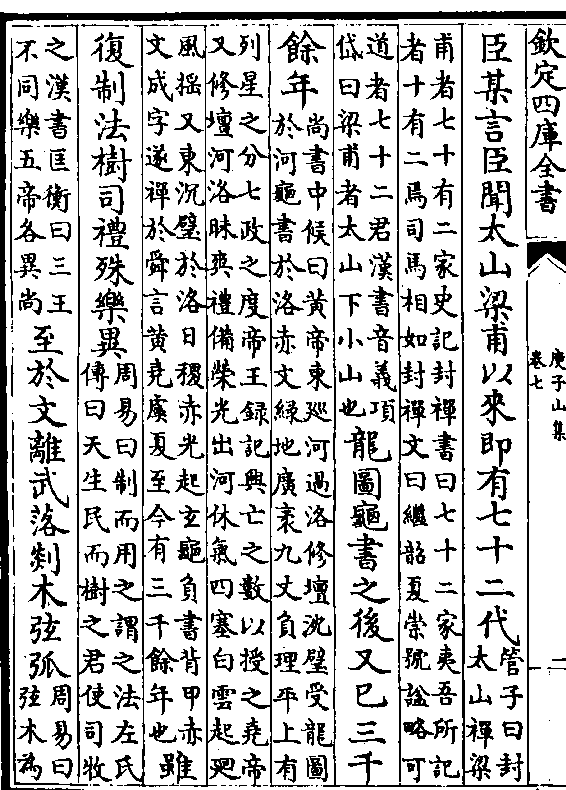 欽定四庫全書
庾子山集
卷七
二
臣某言臣聞太山梁甫以來即有七十二代
管子曰封
太山禪梁
甫者七十有二家史記封禪書曰七十二家夷吾所記
者十有二焉司馬相如封禪文曰繼韶夏崇號諡略可
道者七十二君漢書音義項
岱曰梁甫者太山下小山也
龍圖龜書之後又已三千
餘年
尚書中候曰黃帝東廵河過洛修壇沈璧受龍圖
於河龜書於洛赤文緑地廣袤九丈負理平上有
列星之分七政之度帝王録記興亡之數以授之堯帝
又修壇河洛昧爽禮備榮光出河休氣四塞白雲起廽
風摇又東沉璧於洛日稷赤光起玄龜負書背甲赤
文成字遂禪於舜言黃堯虞夏至今有三千餘年也
雖
復制法樹司禮殊樂異
周易曰制而用之謂之法左氏
傳曰天生民而樹之君使司牧
之漢書匡衡曰三王
不同樂五帝各異尚
至於文離武落剡木弦弧
周易曰
弦木為